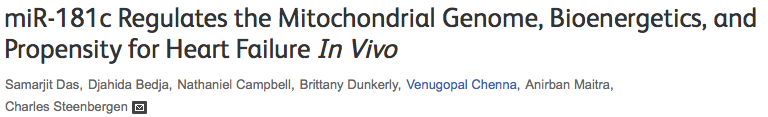 miR-181c Regulates the Mitochondrial Genome, Bioenergetics, and
Propensity for Heart Failure In Vivo
Samarjit Das, Djahida Bedja, Nathaniel Campbell, Brittany Dunkerly, Venugopal Chenna, Anirban Maitra,
Charles Steenbergen